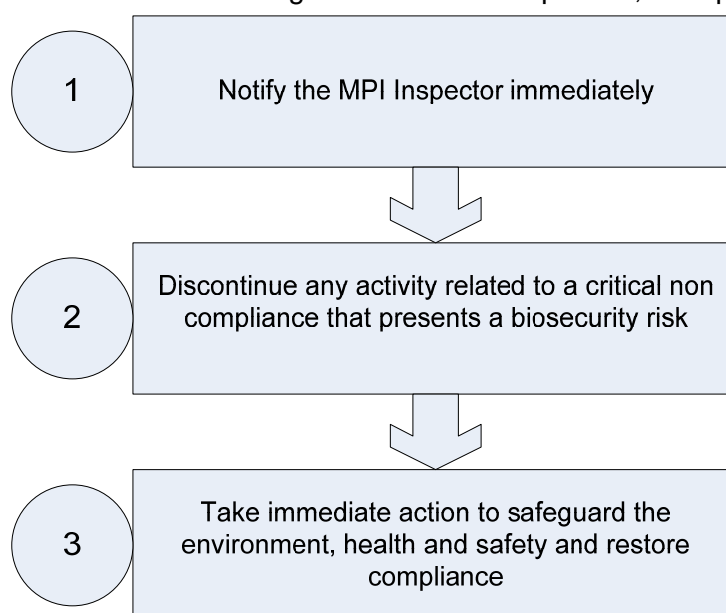 1
Notify the MPI Inspector immediately
2
Discontinue any activity related to a critical non
compliance that presents a biosecurity risk
3
Take immediate action to safeguard the
environment, health and safety and restore
compliance